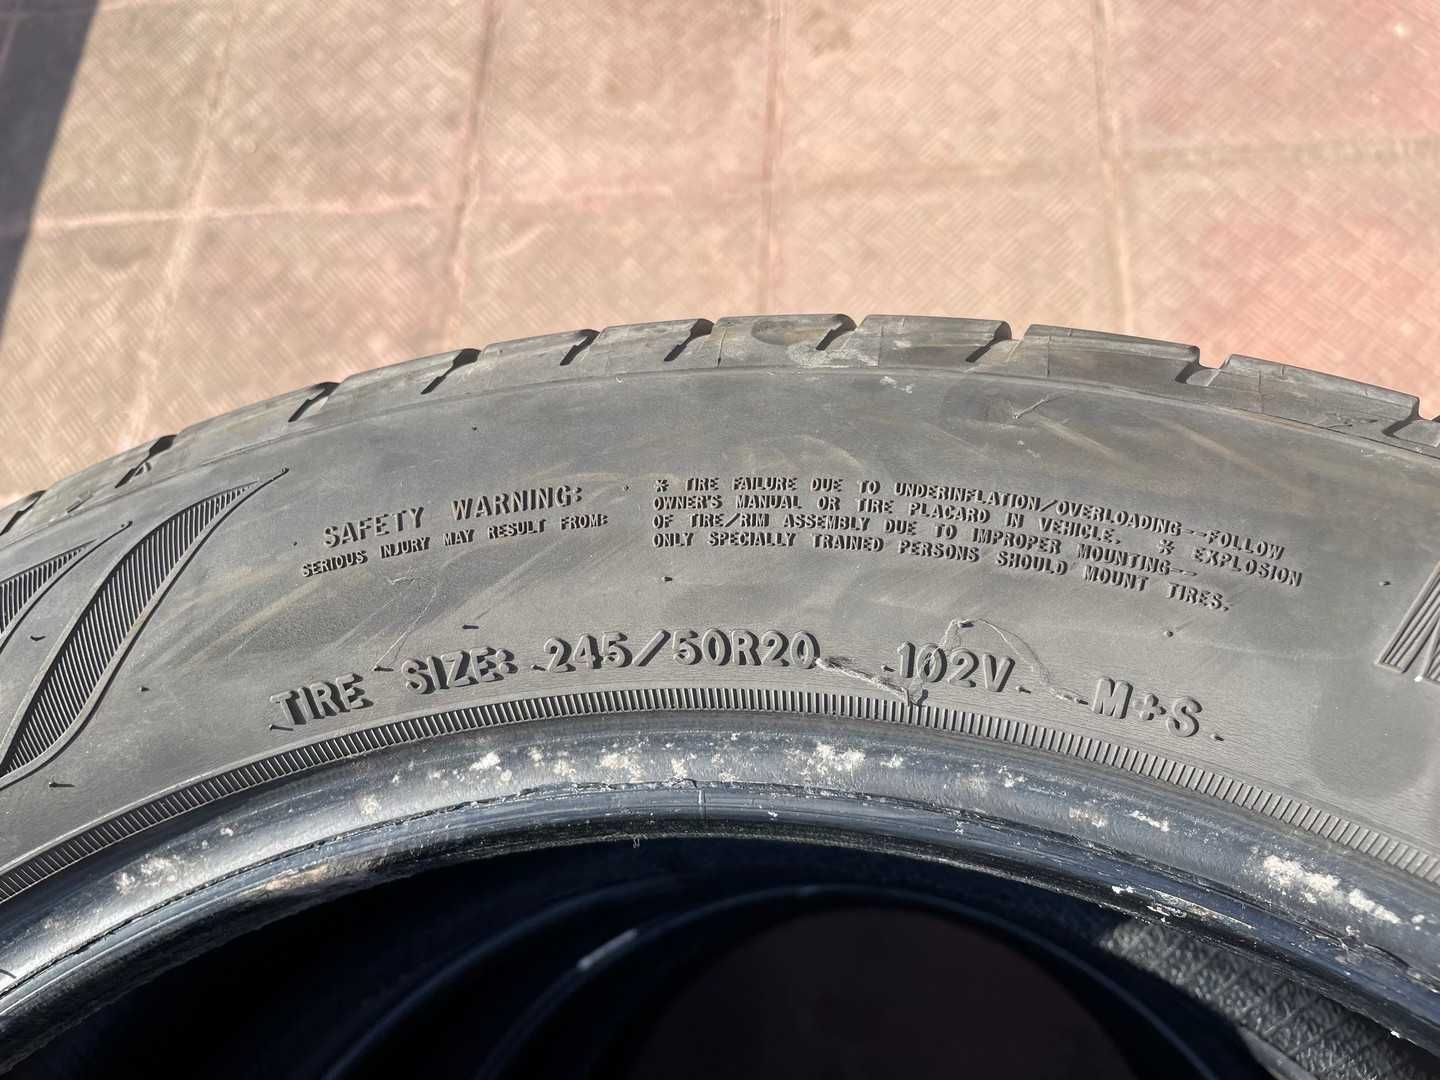 SAFETY WARNING:
SERIOUS INJURY MAY RESULT FROM:
* TIRE FAILURE DUE TO UNDERINFLATION/OVERLOADING--FOLLOW
OWNER'S MANUAL OR TIRE PLACARD IN VEHICLE. * EXPLOSION
OF TIRE/RIM ASSEMBLY DUE TO IMPROPER MOUNTING--
ONLY SPECIALLY TRAINED PERSONS SHOULD MOUNT TIRES.
TIRE SIZE: 245/50R20 102V M+S